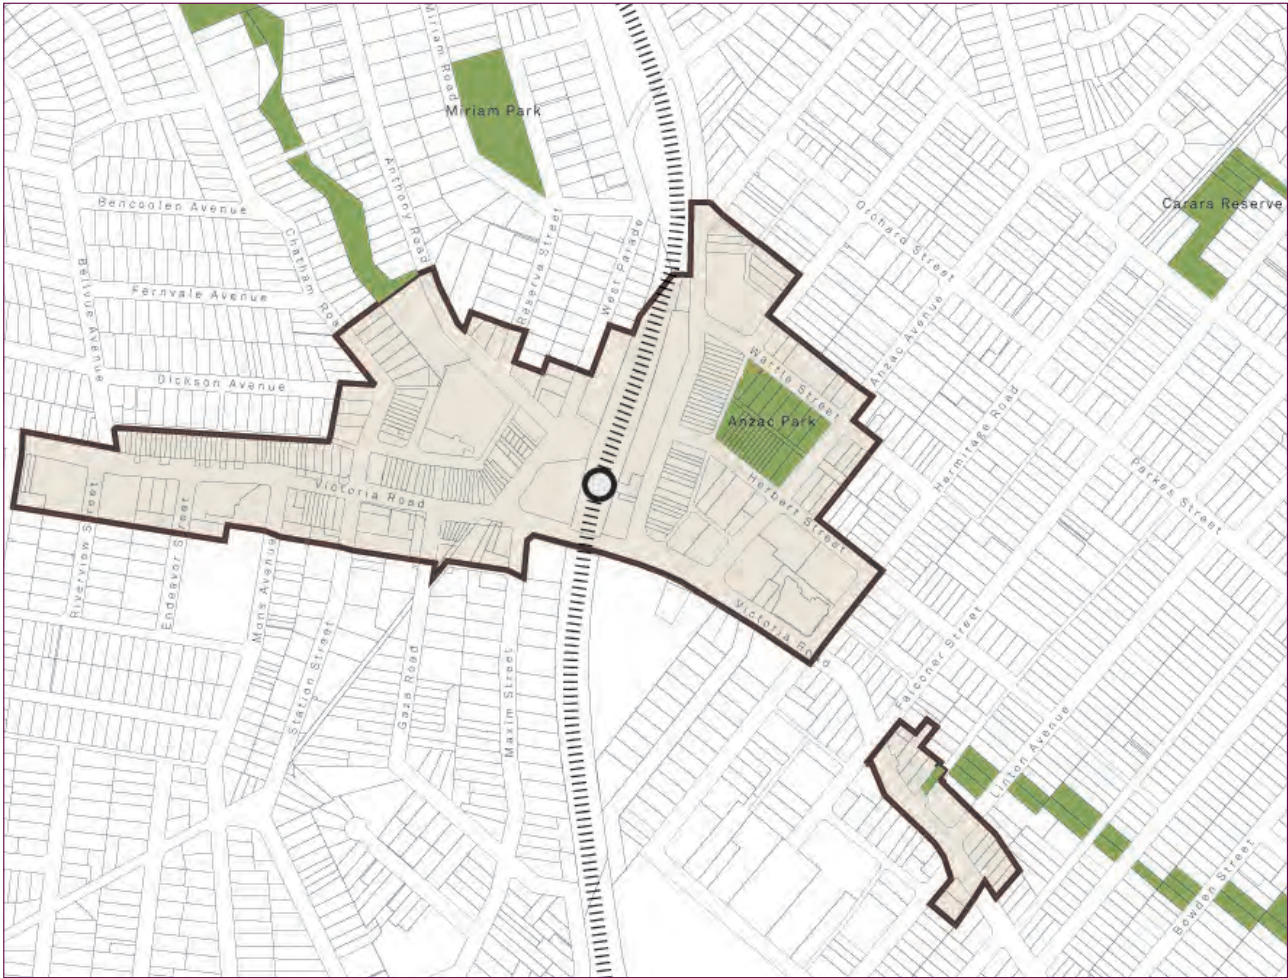 Miriam Road
Miriam Park
Anthony Road
Carara Reserve
Bencoolen Avenue
Orchard Street
Chatham Road
Reserve Street
West Parade
Bellvue Avenue
Fernvale Avenue
Anzac Avenue
Wattle Street
Dickson Avenue
Anzac Park
Hermitage Road
Parkes Street
Victoria Road
Herbert Street
Riverview Street
Endeavor Street
Mons Avenue
Victoria Road
Station Street
Gaza Road
Maxim Street
Falconer Street
Linton Avenue
Bowden Street